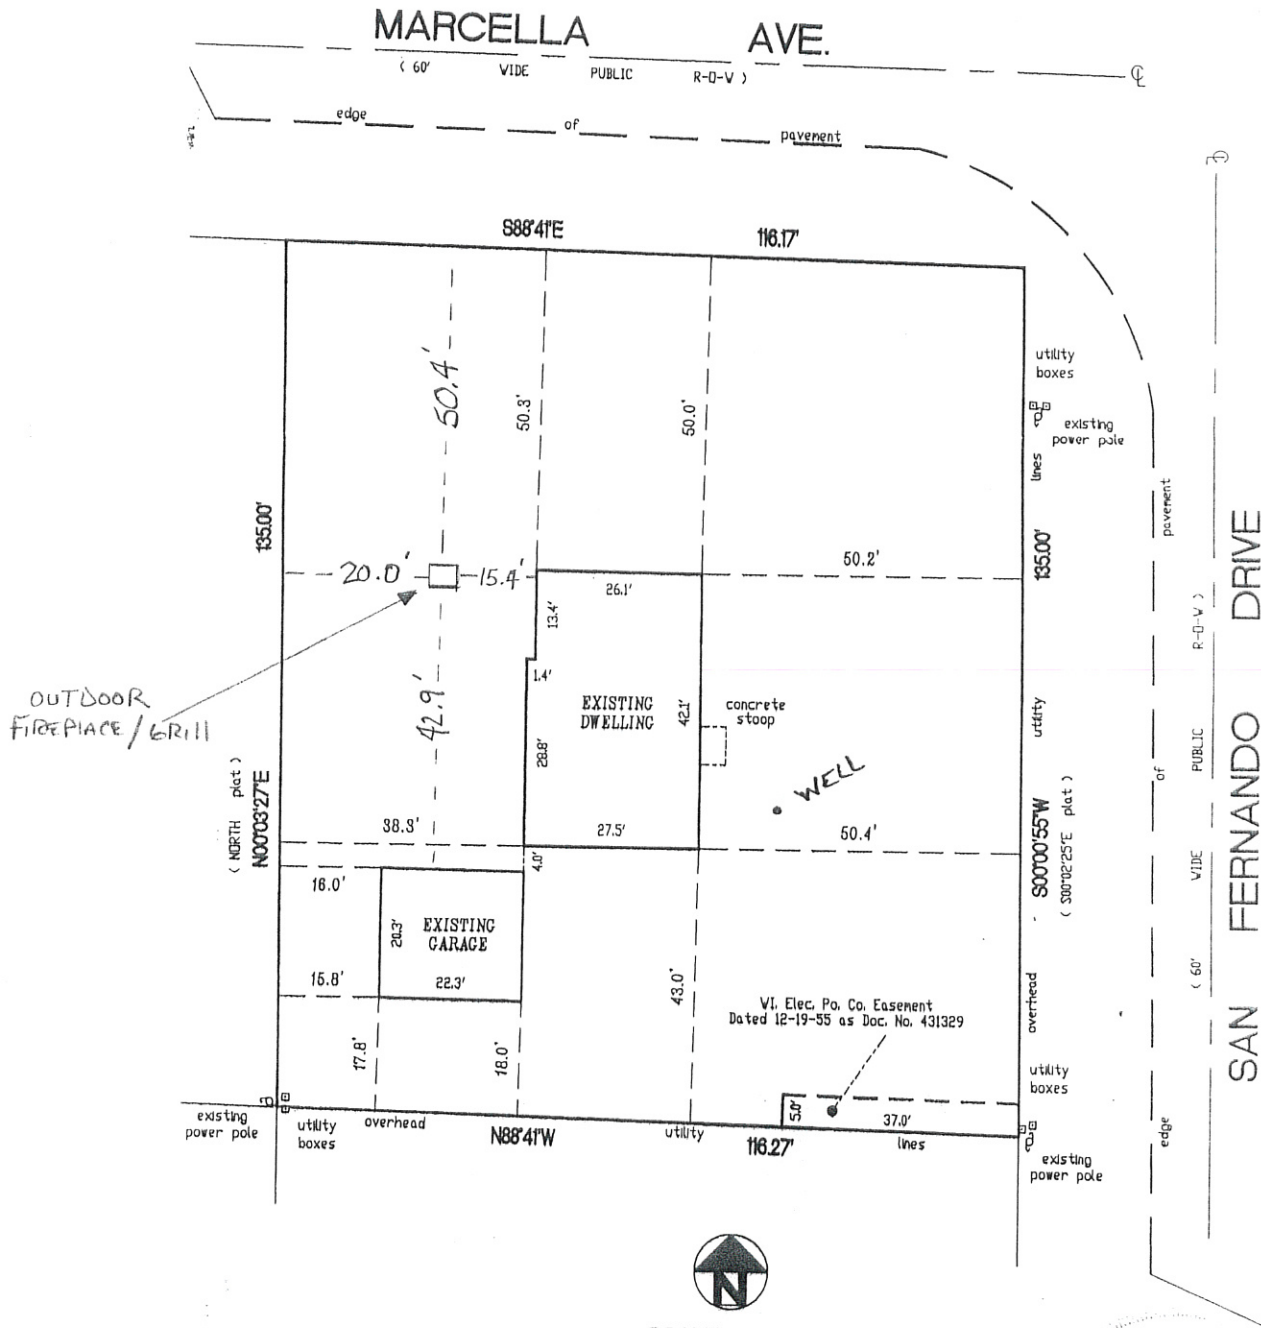 MARCELLA AVE.
( 60' WIDE PUBLIC R-O-W )
℄
edge of pavement
S88°41'E 116.17'
50.4'
50.3'
50.0'
utility
boxes
existing
power pole
lines
135.00'
135.00'
pavement
20.0'
15.4'
50.2'
26.1'
13.4'
1.4'
OUTDOOR
FIREPLACE / GRill
42.9'
EXISTING
DWELLING
42.1'
28.8'
concrete
stoop
WELL
utility
( NORTH plat )
N00°03'27"E
38.3'
27.5'
50.4'
4.0'
S00°00'55"W
( S00°02'25"E plat )
of
16.0'
20.3'
EXISTING
GARAGE
15.8'
22.3'
43.0'
17.8'
18.0'
WI. Elec. Po. Co. Easement
Dated 12-19-55 as Doc. No. 431329
overhead
utility
boxes
5.0'
37.0'
existing
power pole
utility
boxes
overhead
N88°41'W
utility
116.27'
lines
existing
power pole
edge
( 60' WIDE PUBLIC R-O-W )
SAN FERNANDO DRIVE
N